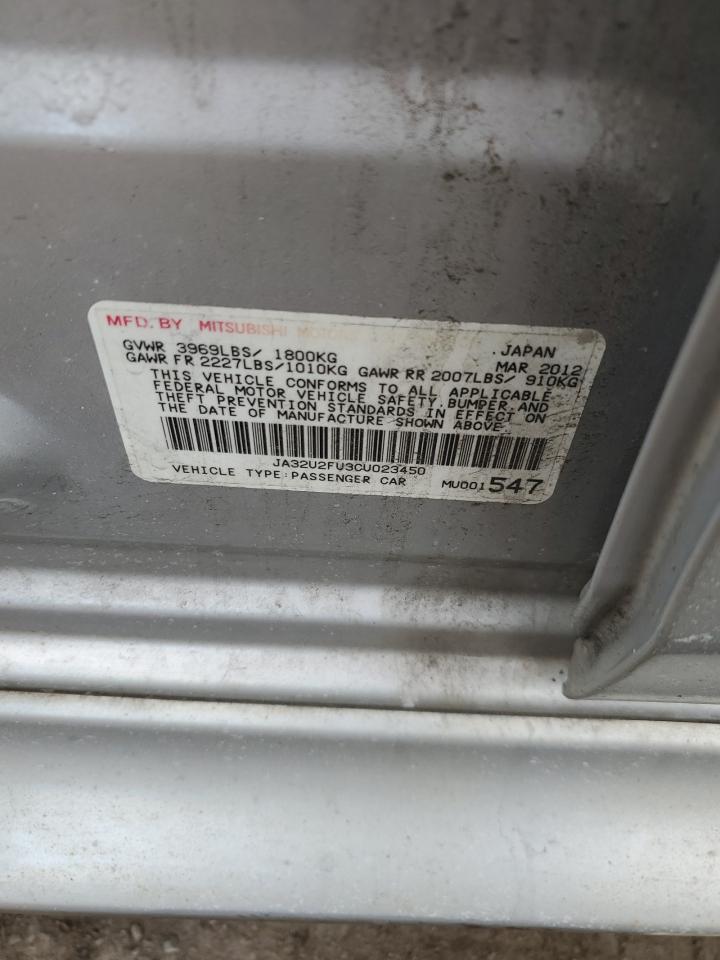 MFD. BY MITSUBISHI
GVWR 3969LBS/ 1800KG JAPAN
GAWR FR 2227LBS/1010KG GAWR RR 2007LBS/ 910KG MAR 2012
THIS VEHICLE CONFORMS TO ALL APPLICABLE
FEDERAL MOTOR VEHICLE SAFETY, BUMPER, AND
THEFT PREVENTION STANDARDS IN EFFECT ON
THE DATE OF MANUFACTURE SHOWN ABOVE.
JA32U2FU3CU023450
VEHICLE TYPE:PASSENGER CAR MU001547